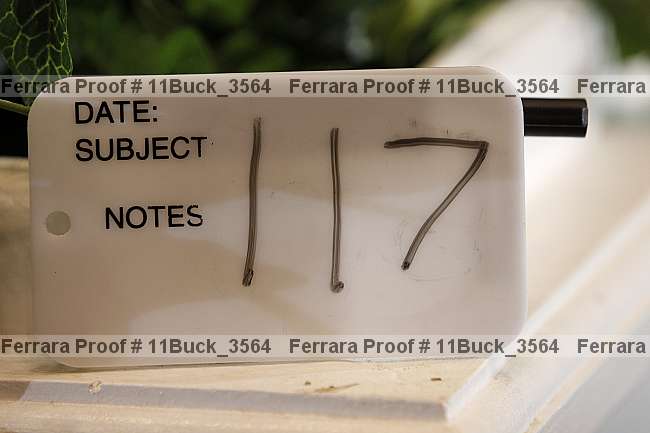 Ferrara Proof # 11Buck_3564 Ferrara Proof # 11Buck_3564 Ferrara
DATE:
SUBJECT
117
NOTES
Ferrara Proof # 11Buck_3564 Ferrara Proof # 11Buck_3564 Ferrara